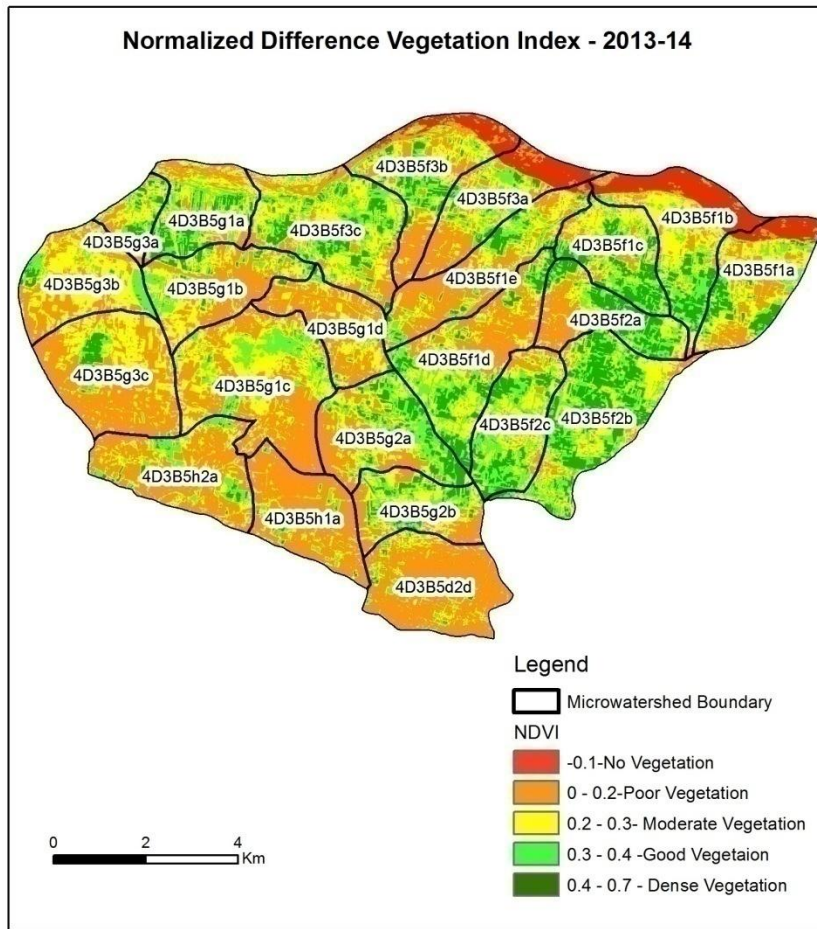 Normalized Difference Vegetation Index - 2013-14
4D3B5f3b
4D3B5f3a
4D3B5f1b
4D3B5g1a
4D3B5f3c
4D3B5f1c
4D3B5g3a
4D3B5f1a
4D3B5g3b
4D3B5g1b
4D3B5f1e
4D3B5f2a
4D3B5g1d
4D3B5g3c
4D3B5f1d
4D3B5g1c
4D3B5f2b
4D3B5f2c
4D3B5g2a
4D3B5h2a
4D3B5h1a
4D3B5g2b
4D3B5d2d
Legend
Microwatershed Boundary
NDVI
-0.1-No Vegetation
0 - 0.2-Poor Vegetation
0.2 - 0.3- Moderate Vegetation
0.3 - 0.4 -Good Vegetaion
0.4 - 0.7 - Dense Vegetation
0 2 4
Km